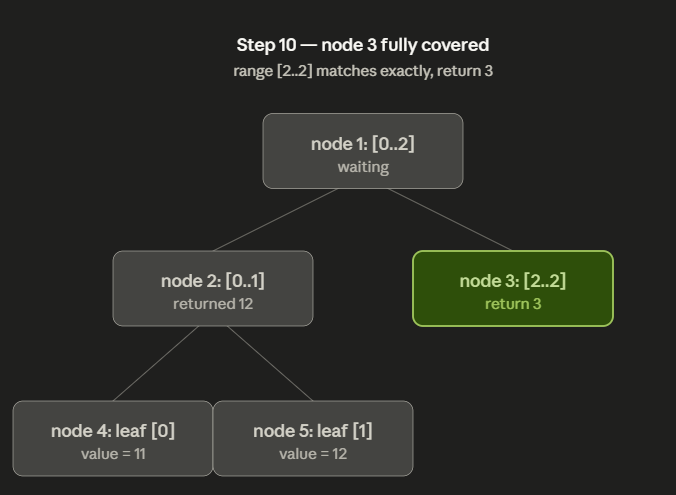 Step 10 — node 3 fully covered
range [2..2] matches exactly, return 3
node 1: [0..2]
waiting
node 2: [0..1]
returned 12
node 3: [2..2]
return 3
node 4: leaf [0]
value = 11
node 5: leaf [1]
value = 12